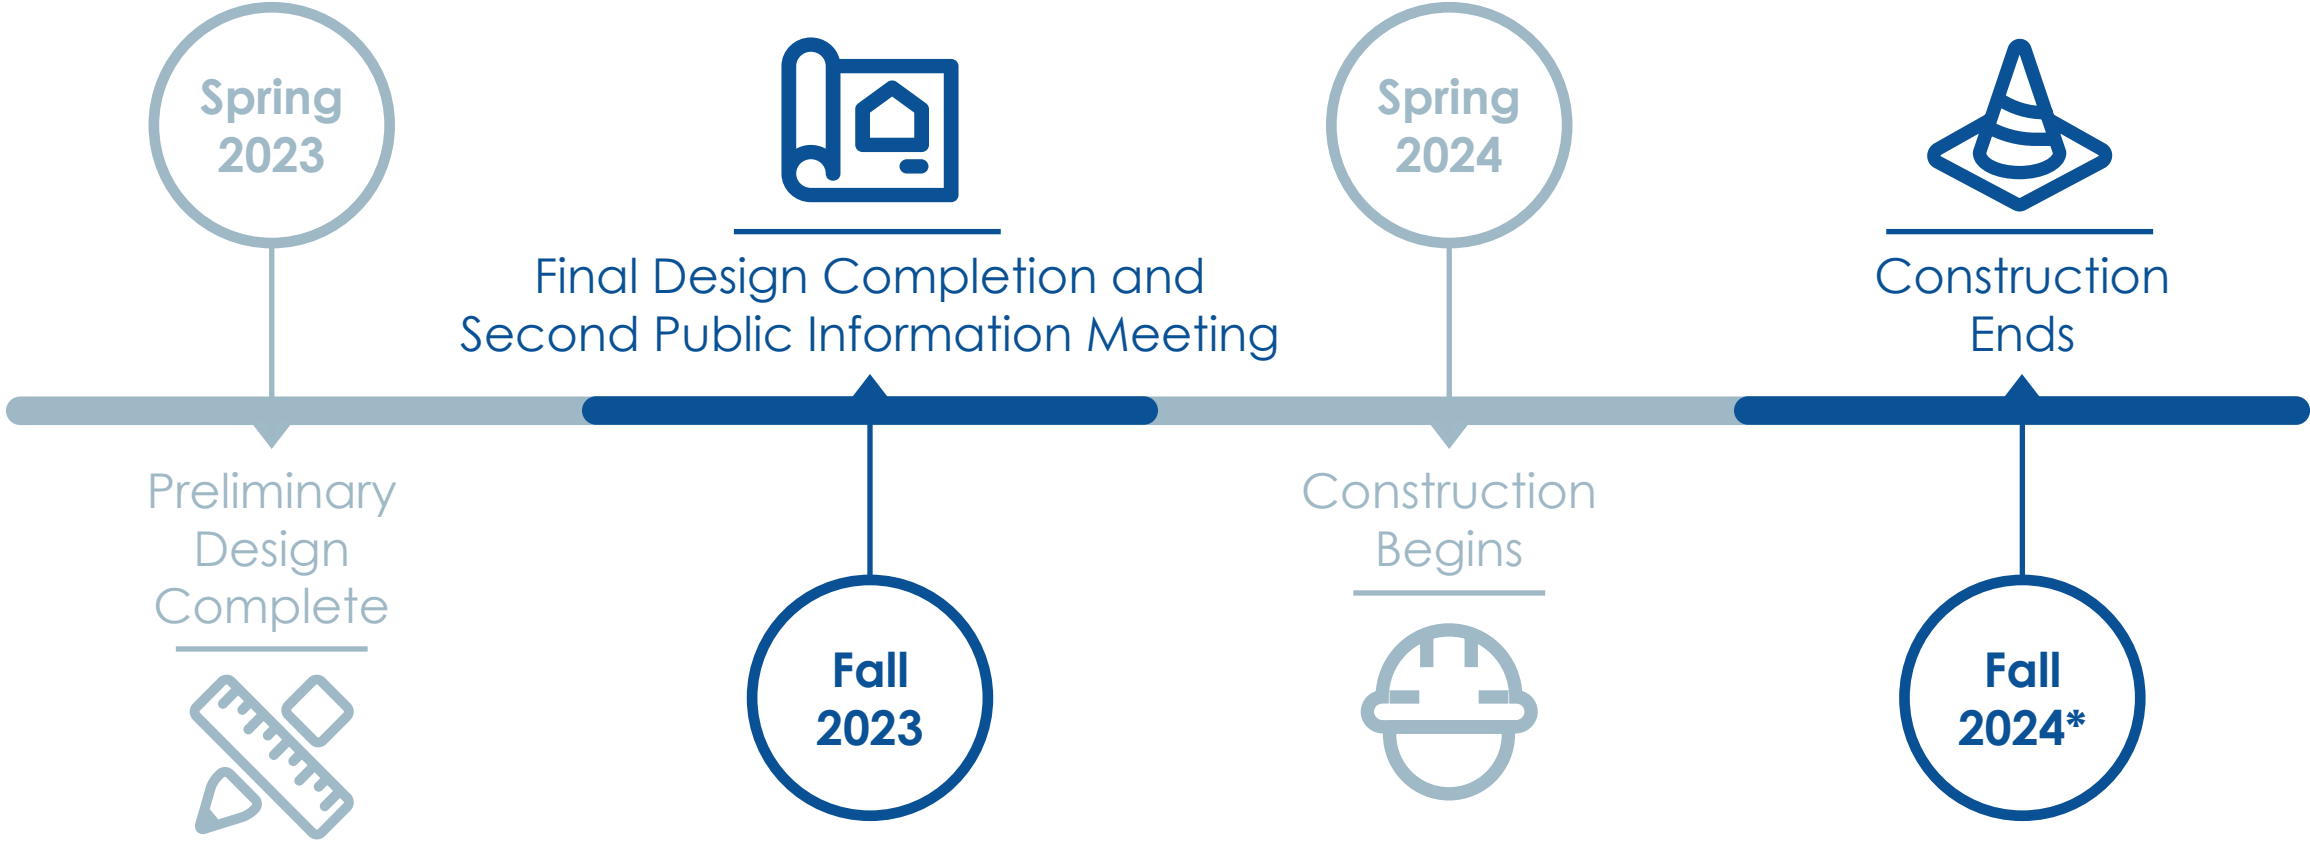 Spring
2023
Preliminary
Design
Complete
Final Design Completion and
Second Public Information Meeting
Fall
2023
Spring
2024
Construction
Begins
Construction
Ends
Fall
2024*